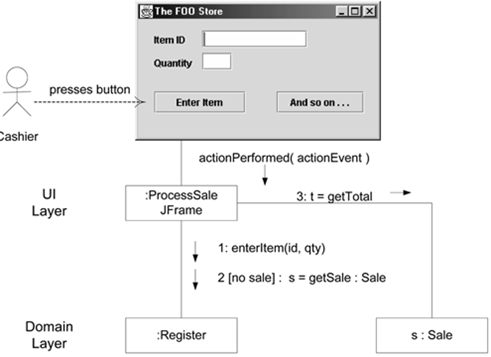 The FOO Store
Item ID
Quantity
presses button
Enter Item
And so on . . .
Cashier
actionPerformed( actionEvent )
UI
Layer
:ProcessSale
JFrame
3: t = getTotal
1: enterItem(id, qty)
2 [no sale] : s = getSale : Sale
Domain
Layer
:Register
s : Sale